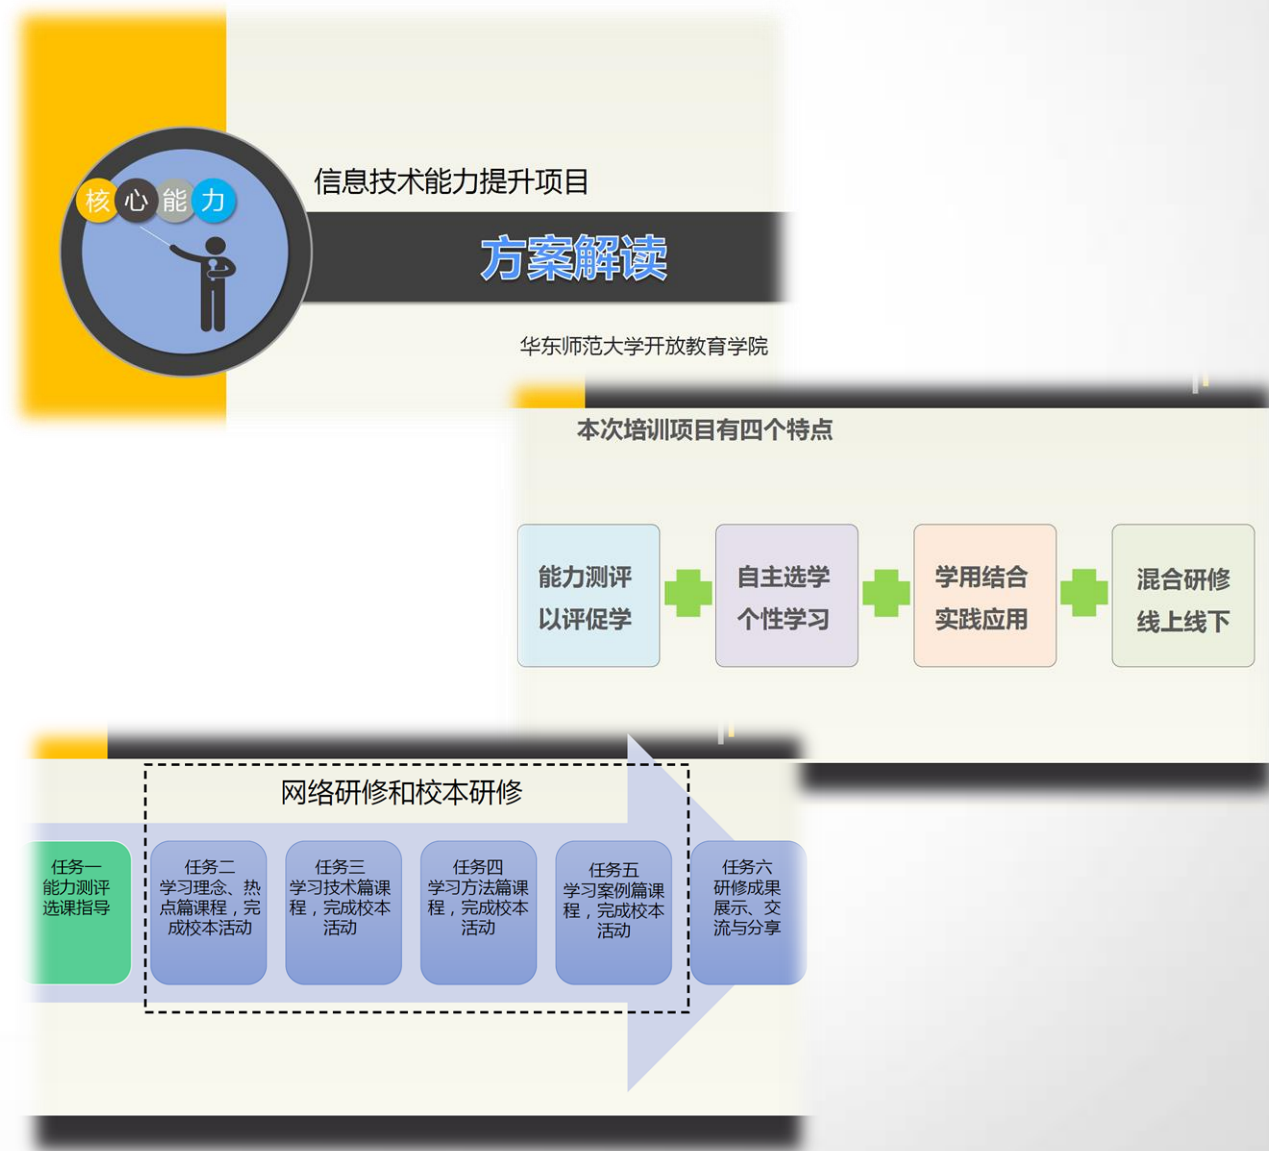 信息技术能力提升项目
核心能力
方案解读
华东师范大学开放教育学院
本次培训项目有四个特点
能力测评
以评促学
自主选学
个性学习
学用结合
实践应用
混合研修
线上线下
网络研修和校本研修
任务一
能力测评
选课指导
任务二
学习理念、热
点篇课程，完
成校本活动
任务三
学习技术篇课
程，完成校本
活动
任务四
学习方法篇课
程，完成校本
活动
任务五
学习案例篇课
程，完成校本
活动
任务六
研修成果
展示、交
流与分享